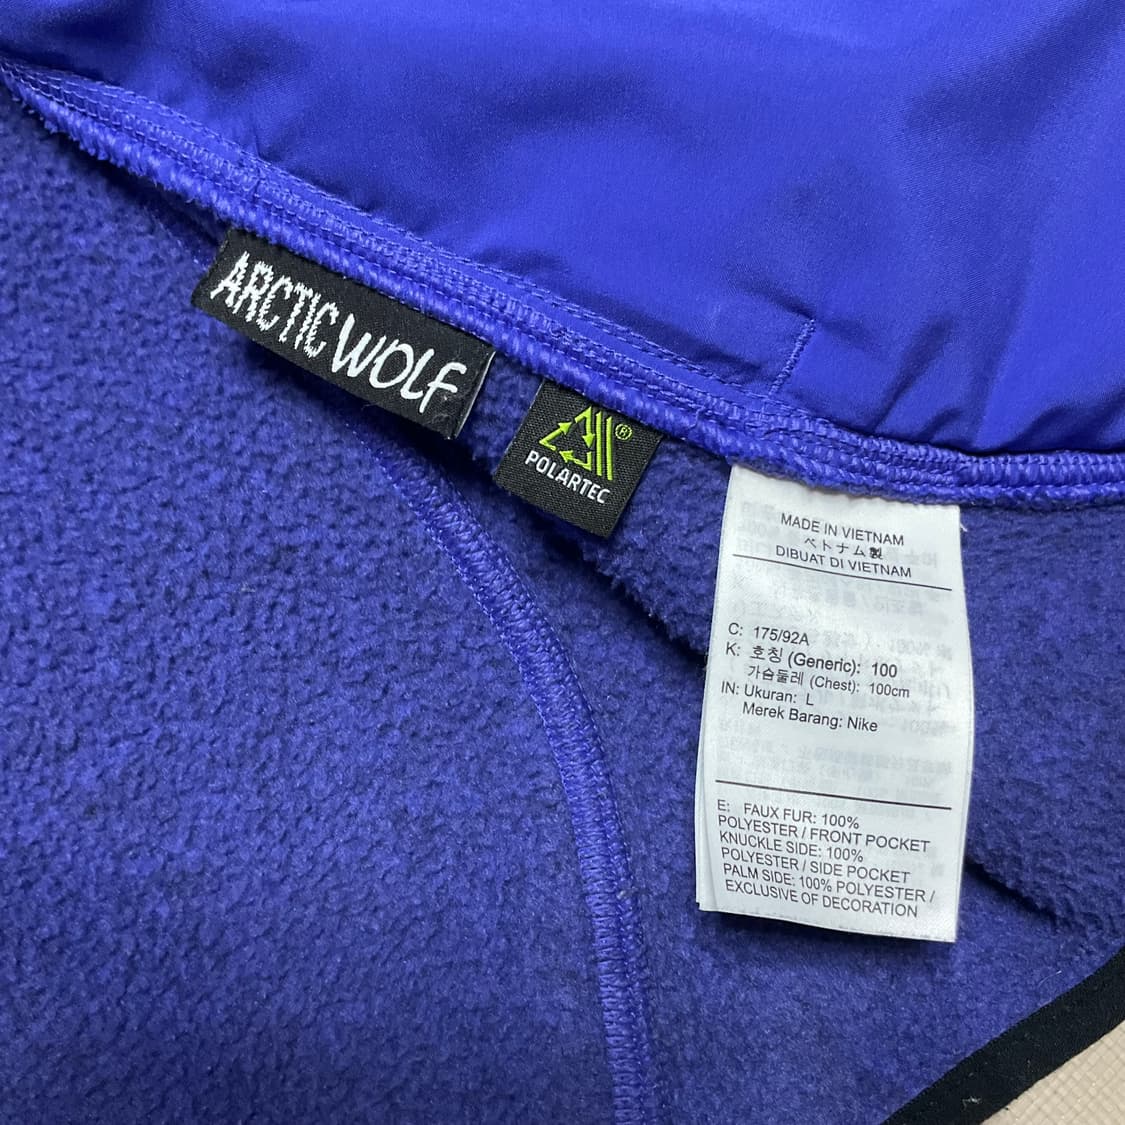 ARCTIC WOLF
®
POLARTEC
MADE IN VIETNAM
ベトナム製
DIBUAT DI VIETNAM
C: 175/92A
K: 호칭 (Generic): 100
가슴둘레 (Chest): 100cm
IN: Ukuran: L
Merek Barang: Nike
E: FAUX FUR: 100%
POLYESTER / FRONT POCKET
KNUCKLE SIDE: 100%
POLYESTER / SIDE POCKET
PALM SIDE: 100% POLYESTER /
EXCLUSIVE OF DECORATION